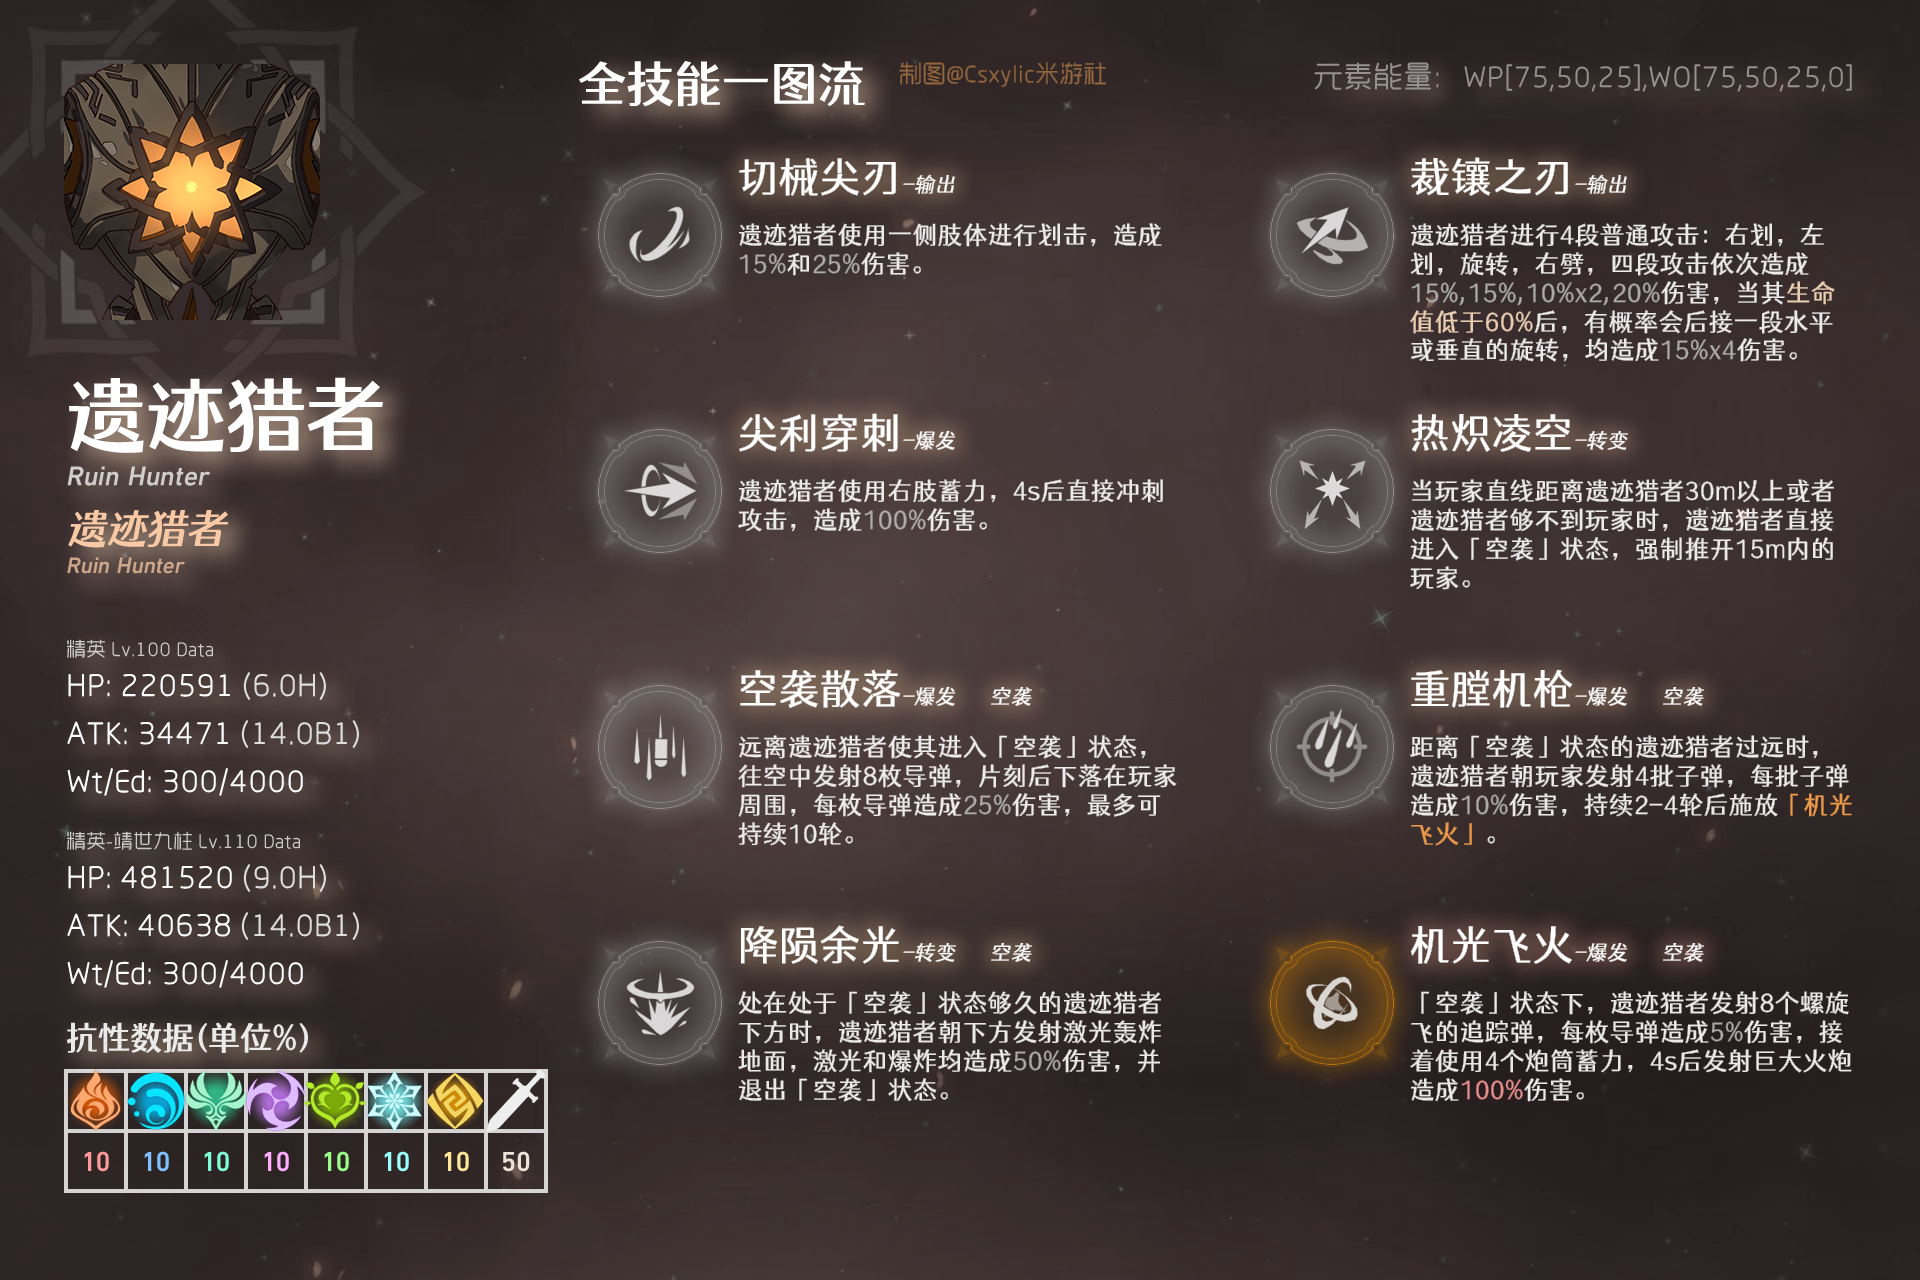 全技能一图流
制图@Csxylic米游社
元素能量: WP[75,50,25],WO[75,50,25,0]
遗迹猎者
Ruin Hunter
遗迹猎者
Ruin Hunter
精英 Lv.100 Data
HP: 220591 (6.0H)
ATK: 34471 (14.0B1)
Wt/Ed: 300/4000
精英-靖世九柱 Lv.110 Data
HP: 481520 (9.0H)
ATK: 40638 (14.0B1)
Wt/Ed: 300/4000
抗性数据(单位%)
10 10 10 10 10 10 10 50
切械尖刃-输出
遗迹猎者使用一侧肢体进行划击，造成
15%和25%伤害。
裁镶之刃-输出
遗迹猎者进行4段普通攻击：右划，左
划，旋转，右劈，四段攻击依次造成
15%,15%,10%x2,20%伤害，当其生命
值低于60%后，有概率会后接一段水平
或垂直的旋转，均造成15%x4伤害。
尖利穿刺-爆发
遗迹猎者使用右肢蓄力，4s后直接冲刺
攻击，造成100%伤害。
热炽凌空-转变
当玩家直线距离遗迹猎者30m以上或者
遗迹猎者够不到玩家时，遗迹猎者直接
进入「空袭」状态，强制推开15m内的
玩家。
空袭散落-爆发 空袭
远离遗迹猎者使其进入「空袭」状态，
往空中发射8枚导弹，片刻后下落在玩家
周围，每枚导弹造成25%伤害，最多可
持续10轮。
重膛机枪-爆发 空袭
距离「空袭」状态的遗迹猎者过远时，
遗迹猎者朝玩家发射4批子弹，每批子弹
造成10%伤害，持续2-4轮后施放「机光
飞火」。
降陨余光-转变 空袭
处在处于「空袭」状态够久的遗迹猎者
下方时，遗迹猎者朝下方发射激光轰炸
地面，激光和爆炸均造成50%伤害，并
退出「空袭」状态。
机光飞火-爆发 空袭
「空袭」状态下，遗迹猎者发射8个螺旋
飞的追踪弹，每枚导弹造成5%伤害，接
着使用4个炮筒蓄力，4s后发射巨大火炮
造成100%伤害。